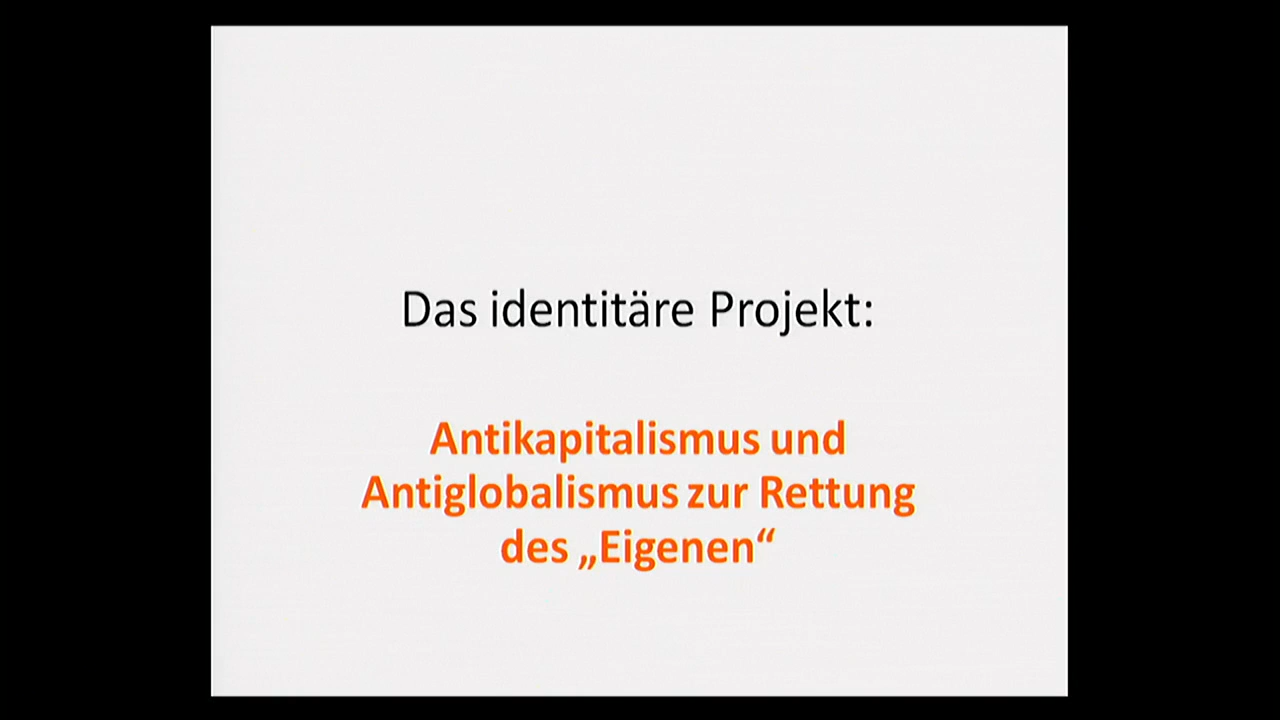 Das identitäre Projekt:
Antikapitalismus und
Antiglobalismus zur Rettung
des „Eigenen“